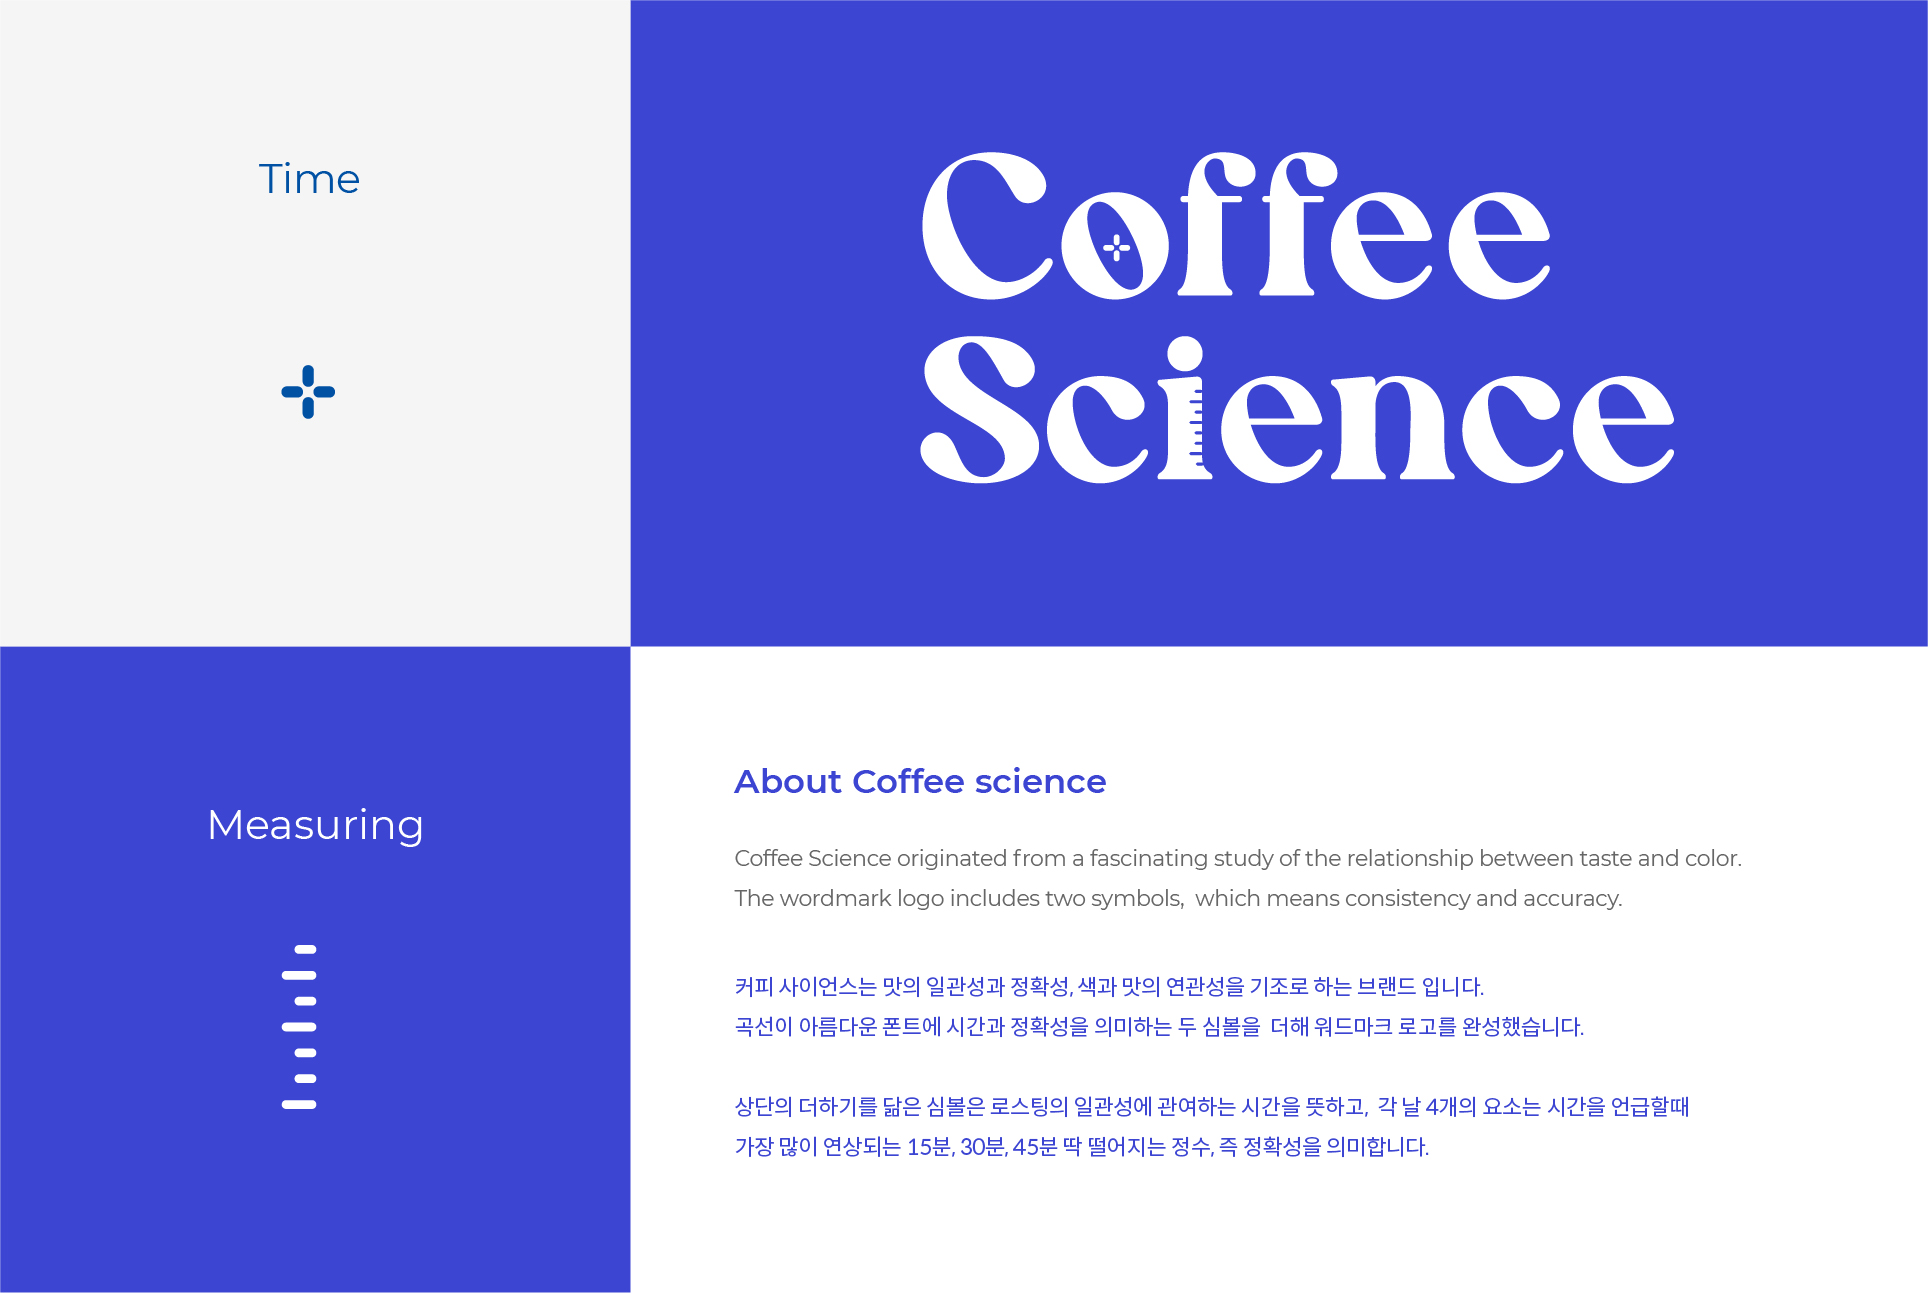 Time
Coffee
Science
Measuring
About Coffee science
Coffee Science originated from a fascinating study of the relationship between taste and color.
The wordmark logo includes two symbols,  which means consistency and accuracy.
커피 사이언스는 맛의 일관성과 정확성, 색과 맛의 연관성을 기조로 하는 브랜드 입니다.
곡선이 아름다운 폰트에 시간과 정확성을 의미하는 두 심볼을  더해 워드마크 로고를 완성했습니다.
상단의 더하기를 닮은 심볼은 로스팅의 일관성에 관여하는 시간을 뜻하고,  각 날 4개의 요소는 시간을 언급할때
가장 많이 연상되는 15분, 30분, 45분 딱 떨어지는 정수, 즉 정확성을 의미합니다.